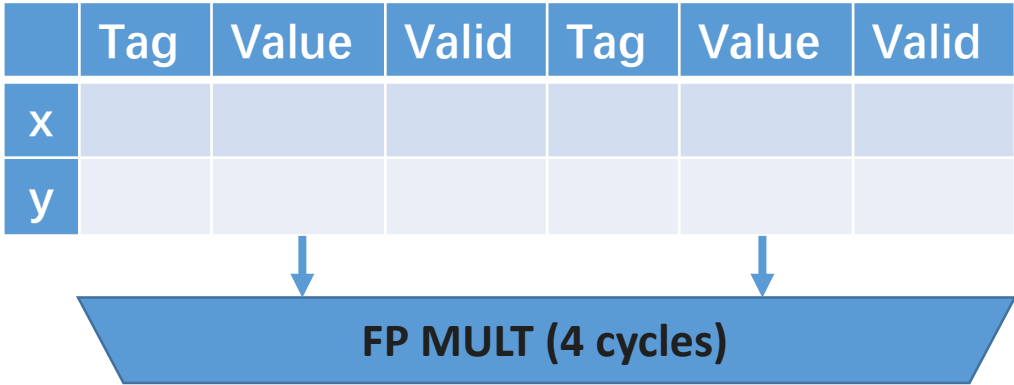 Tag Value Valid Tag Value Valid
x
y
FP MULT (4 cycles)